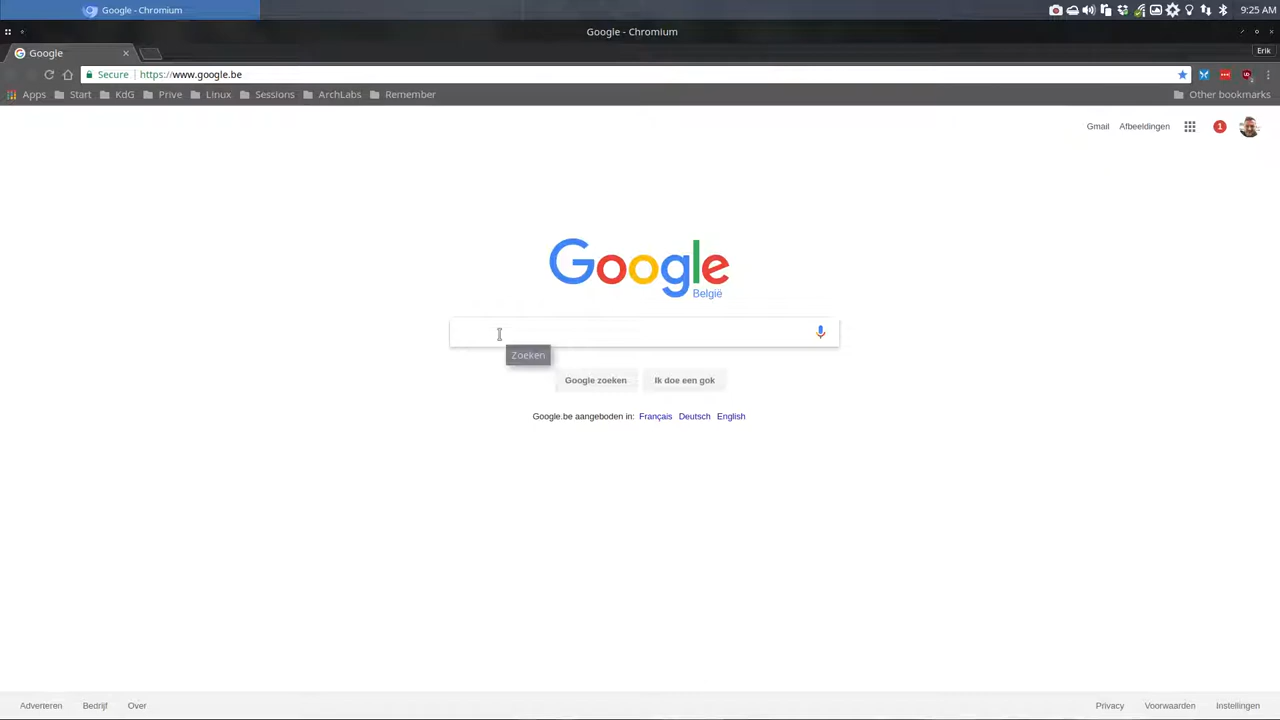 Google - Chromium
9:25 AM
Google - Chromium
Google
Erik
Secure https://www.google.be
Apps Start KdG Prive Linux Sessions ArchLabs Remember Other bookmarks
Gmail Afbeeldingen 1
Google
België
Zoeken
Google zoeken Ik doe een gok
Google.be aangeboden in: Français Deutsch English
Adverteren Bedrijf Over Privacy Voorwaarden Instellingen